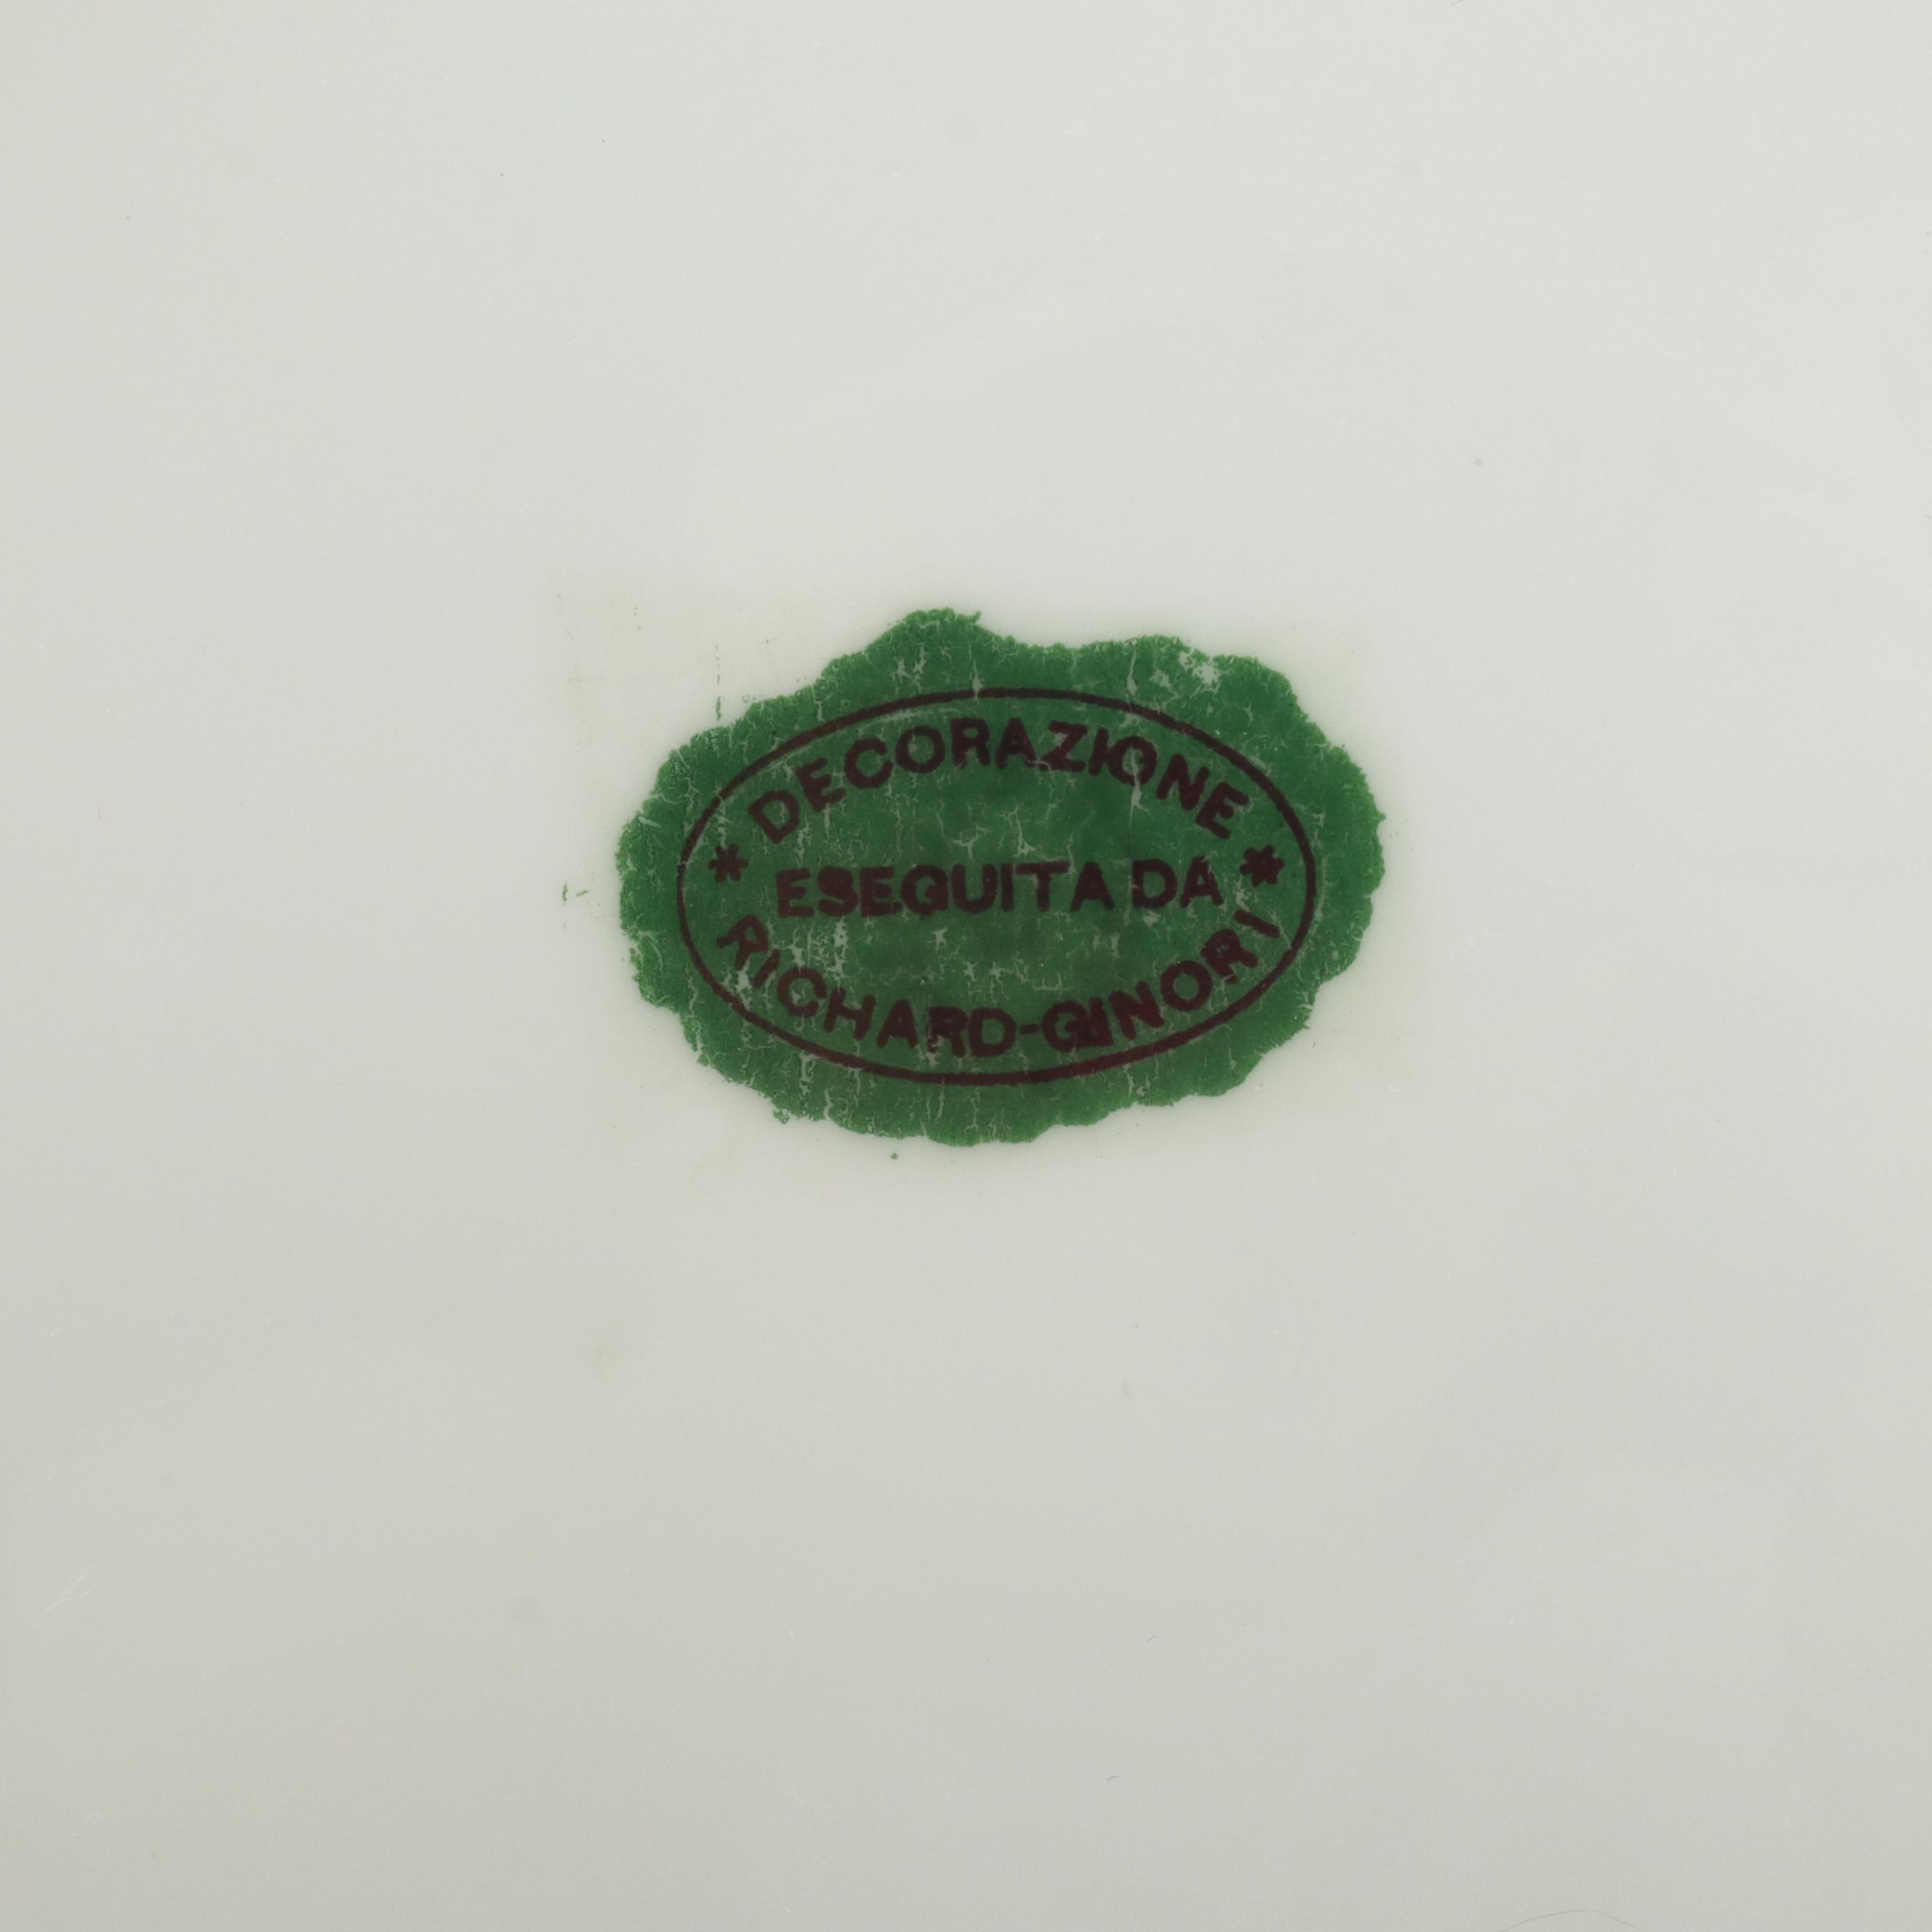 DECORAZIONE
* ESEGUITA DA *
RICHARD-GINORI